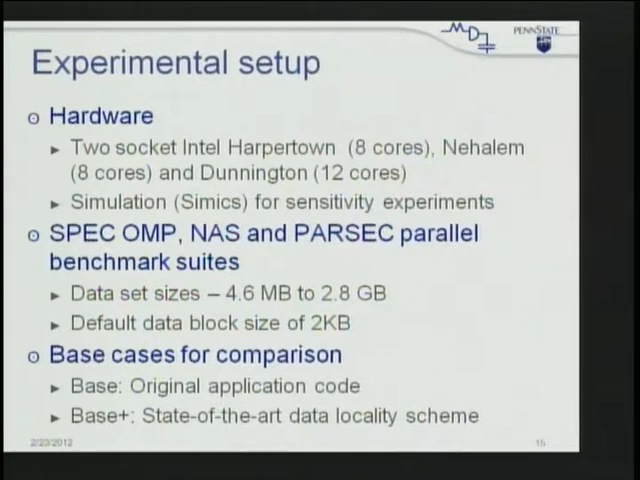 PENNSTATE
Experimental setup
Hardware
Two socket Intel Harpertown (8 cores), Nehalem
(8 cores) and Dunnington (12 cores)
Simulation (Simics) for sensitivity experiments
SPEC OMP, NAS and PARSEC parallel
benchmark suites
Data set sizes – 4.6 MB to 2.8 GB
Default data block size of 2KB
Base cases for comparison
Base: Original application code
Base+: State-of-the-art data locality scheme
2/23/2012